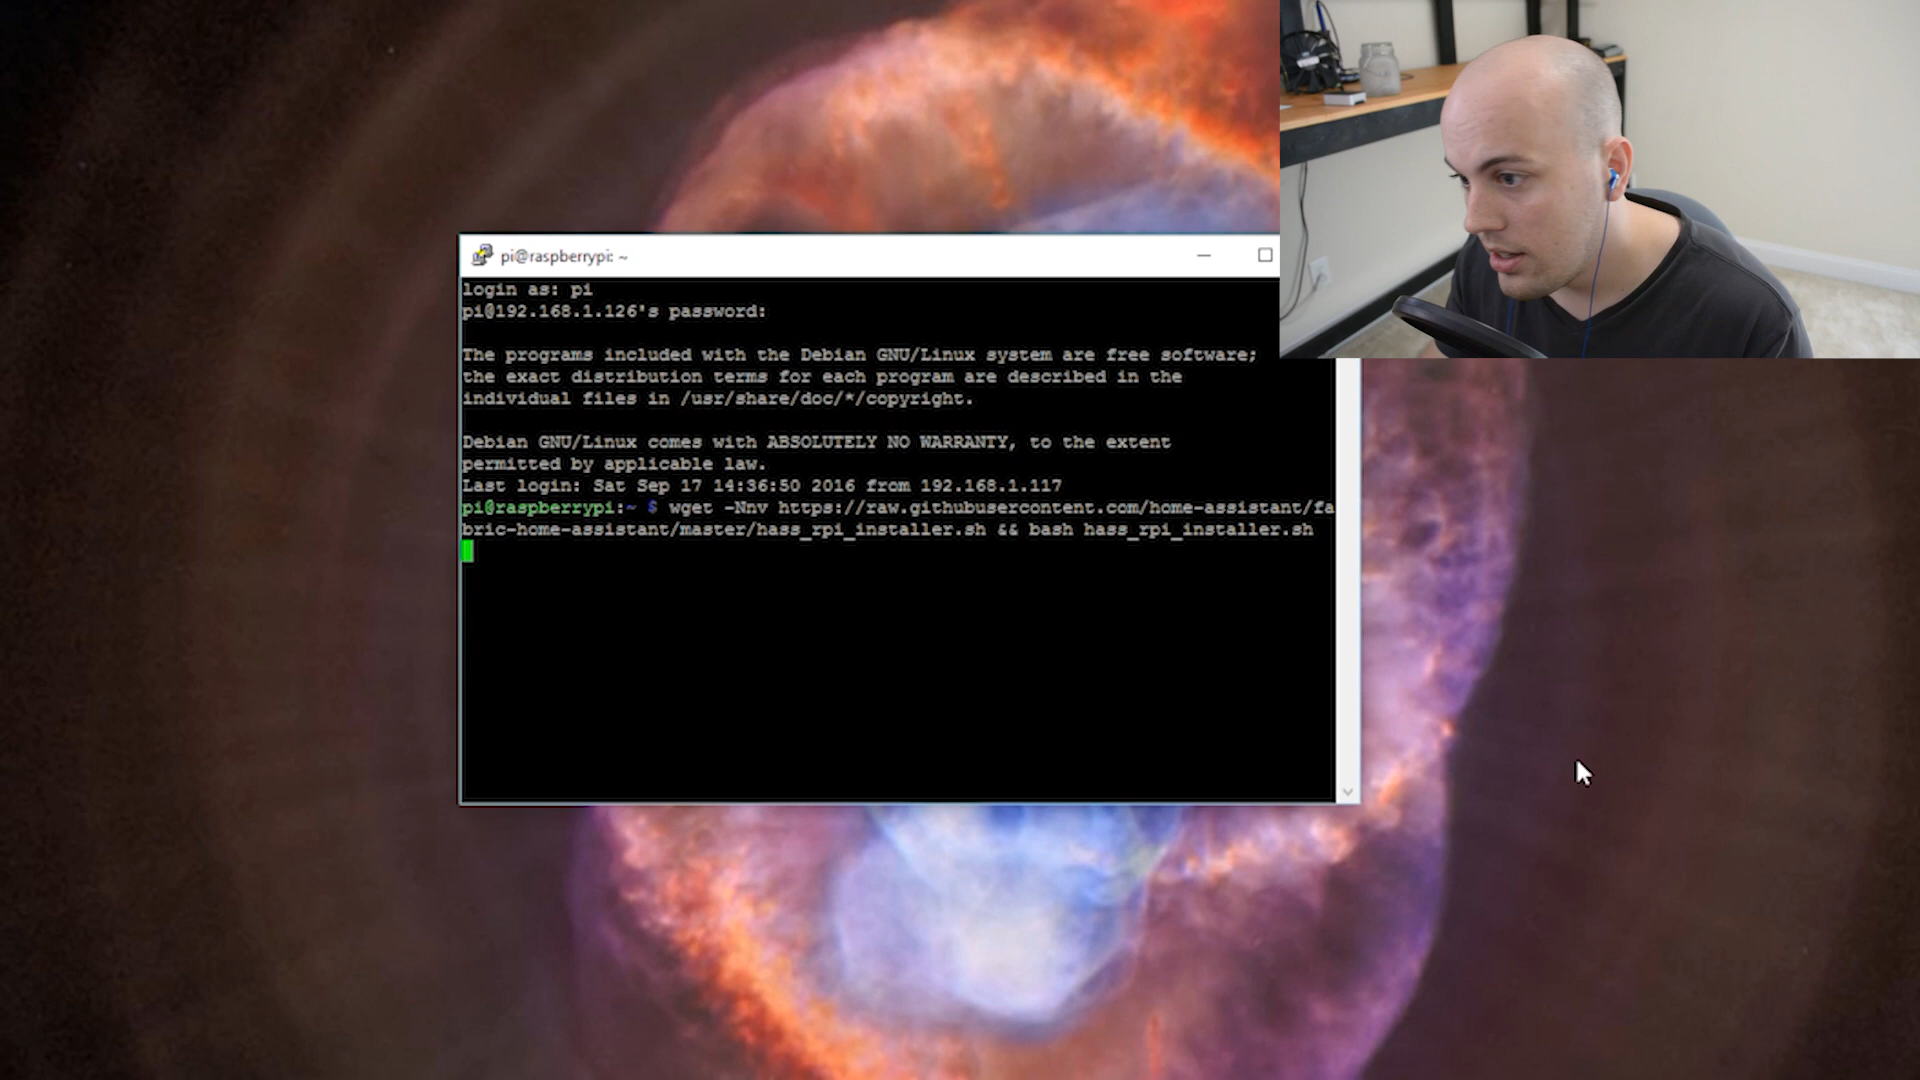 pi@raspberrypi: ~
login as: pi
pi@192.168.1.126's password:
The programs included with the Debian GNU/Linux system are free software;
the exact distribution terms for each program are described in the
individual files in /usr/share/doc/*/copyright.
Debian GNU/Linux comes with ABSOLUTELY NO WARRANTY, to the extent
permitted by applicable law.
Last login: Sat Sep 17 14:36:50 2016 from 192.168.1.117
pi@raspberrypi:~ $ wget -Nnv https://raw.githubusercontent.com/home-assistant/fa
bric-home-assistant/master/hass_rpi_installer.sh && bash hass_rpi_installer.sh